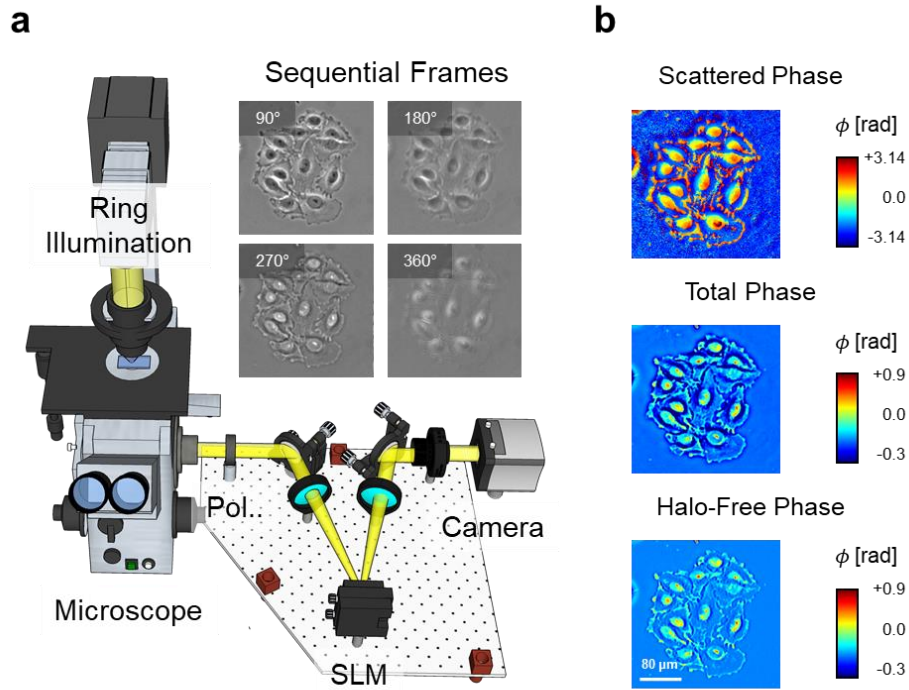 a
Sequential Frames
90°
180°
270°
360°
Ring
Illumination
Pol..
Camera
Microscope
SLM
b
Scattered Phase
ϕ [rad]
+3.14
0.0
-3.14
Total Phase
ϕ [rad]
+0.9
0.0
-0.3
Halo-Free Phase
ϕ [rad]
+0.9
0.0
-0.3
80 µm